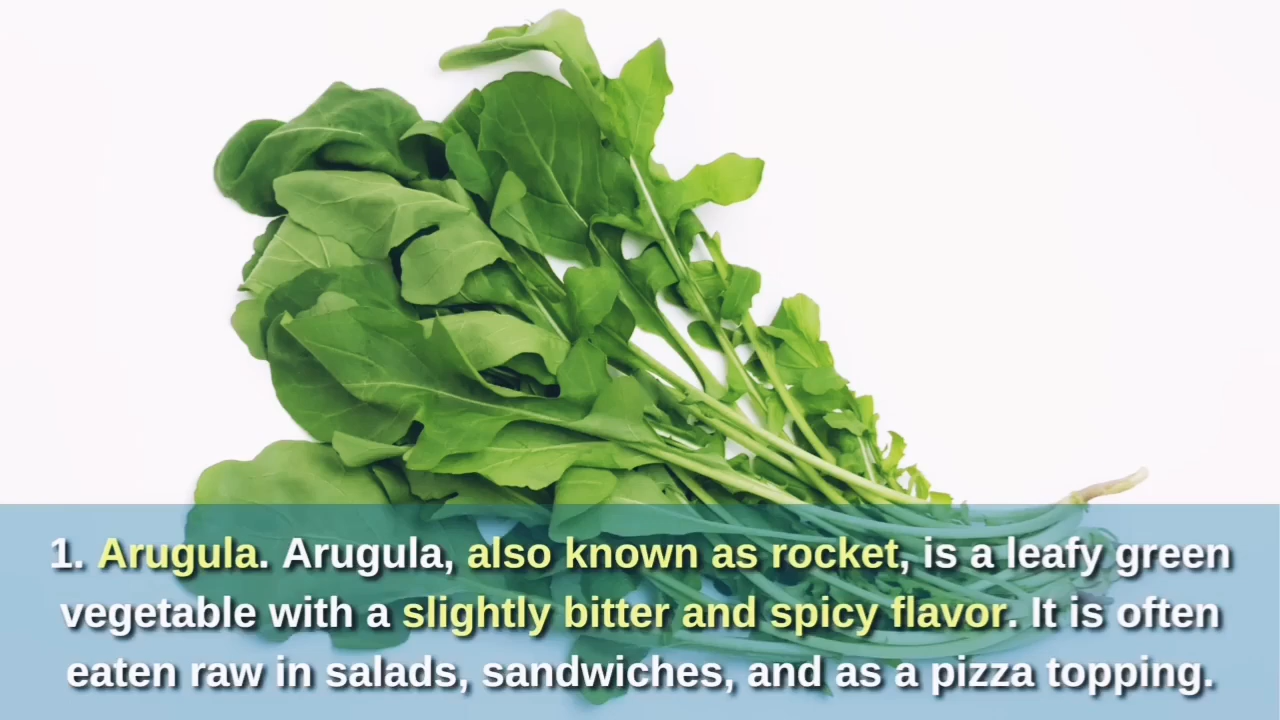 1. Arugula. Arugula, also known as rocket, is a leafy green
vegetable with a slightly bitter and spicy flavor. It is often
eaten raw in salads, sandwiches, and as a pizza topping.